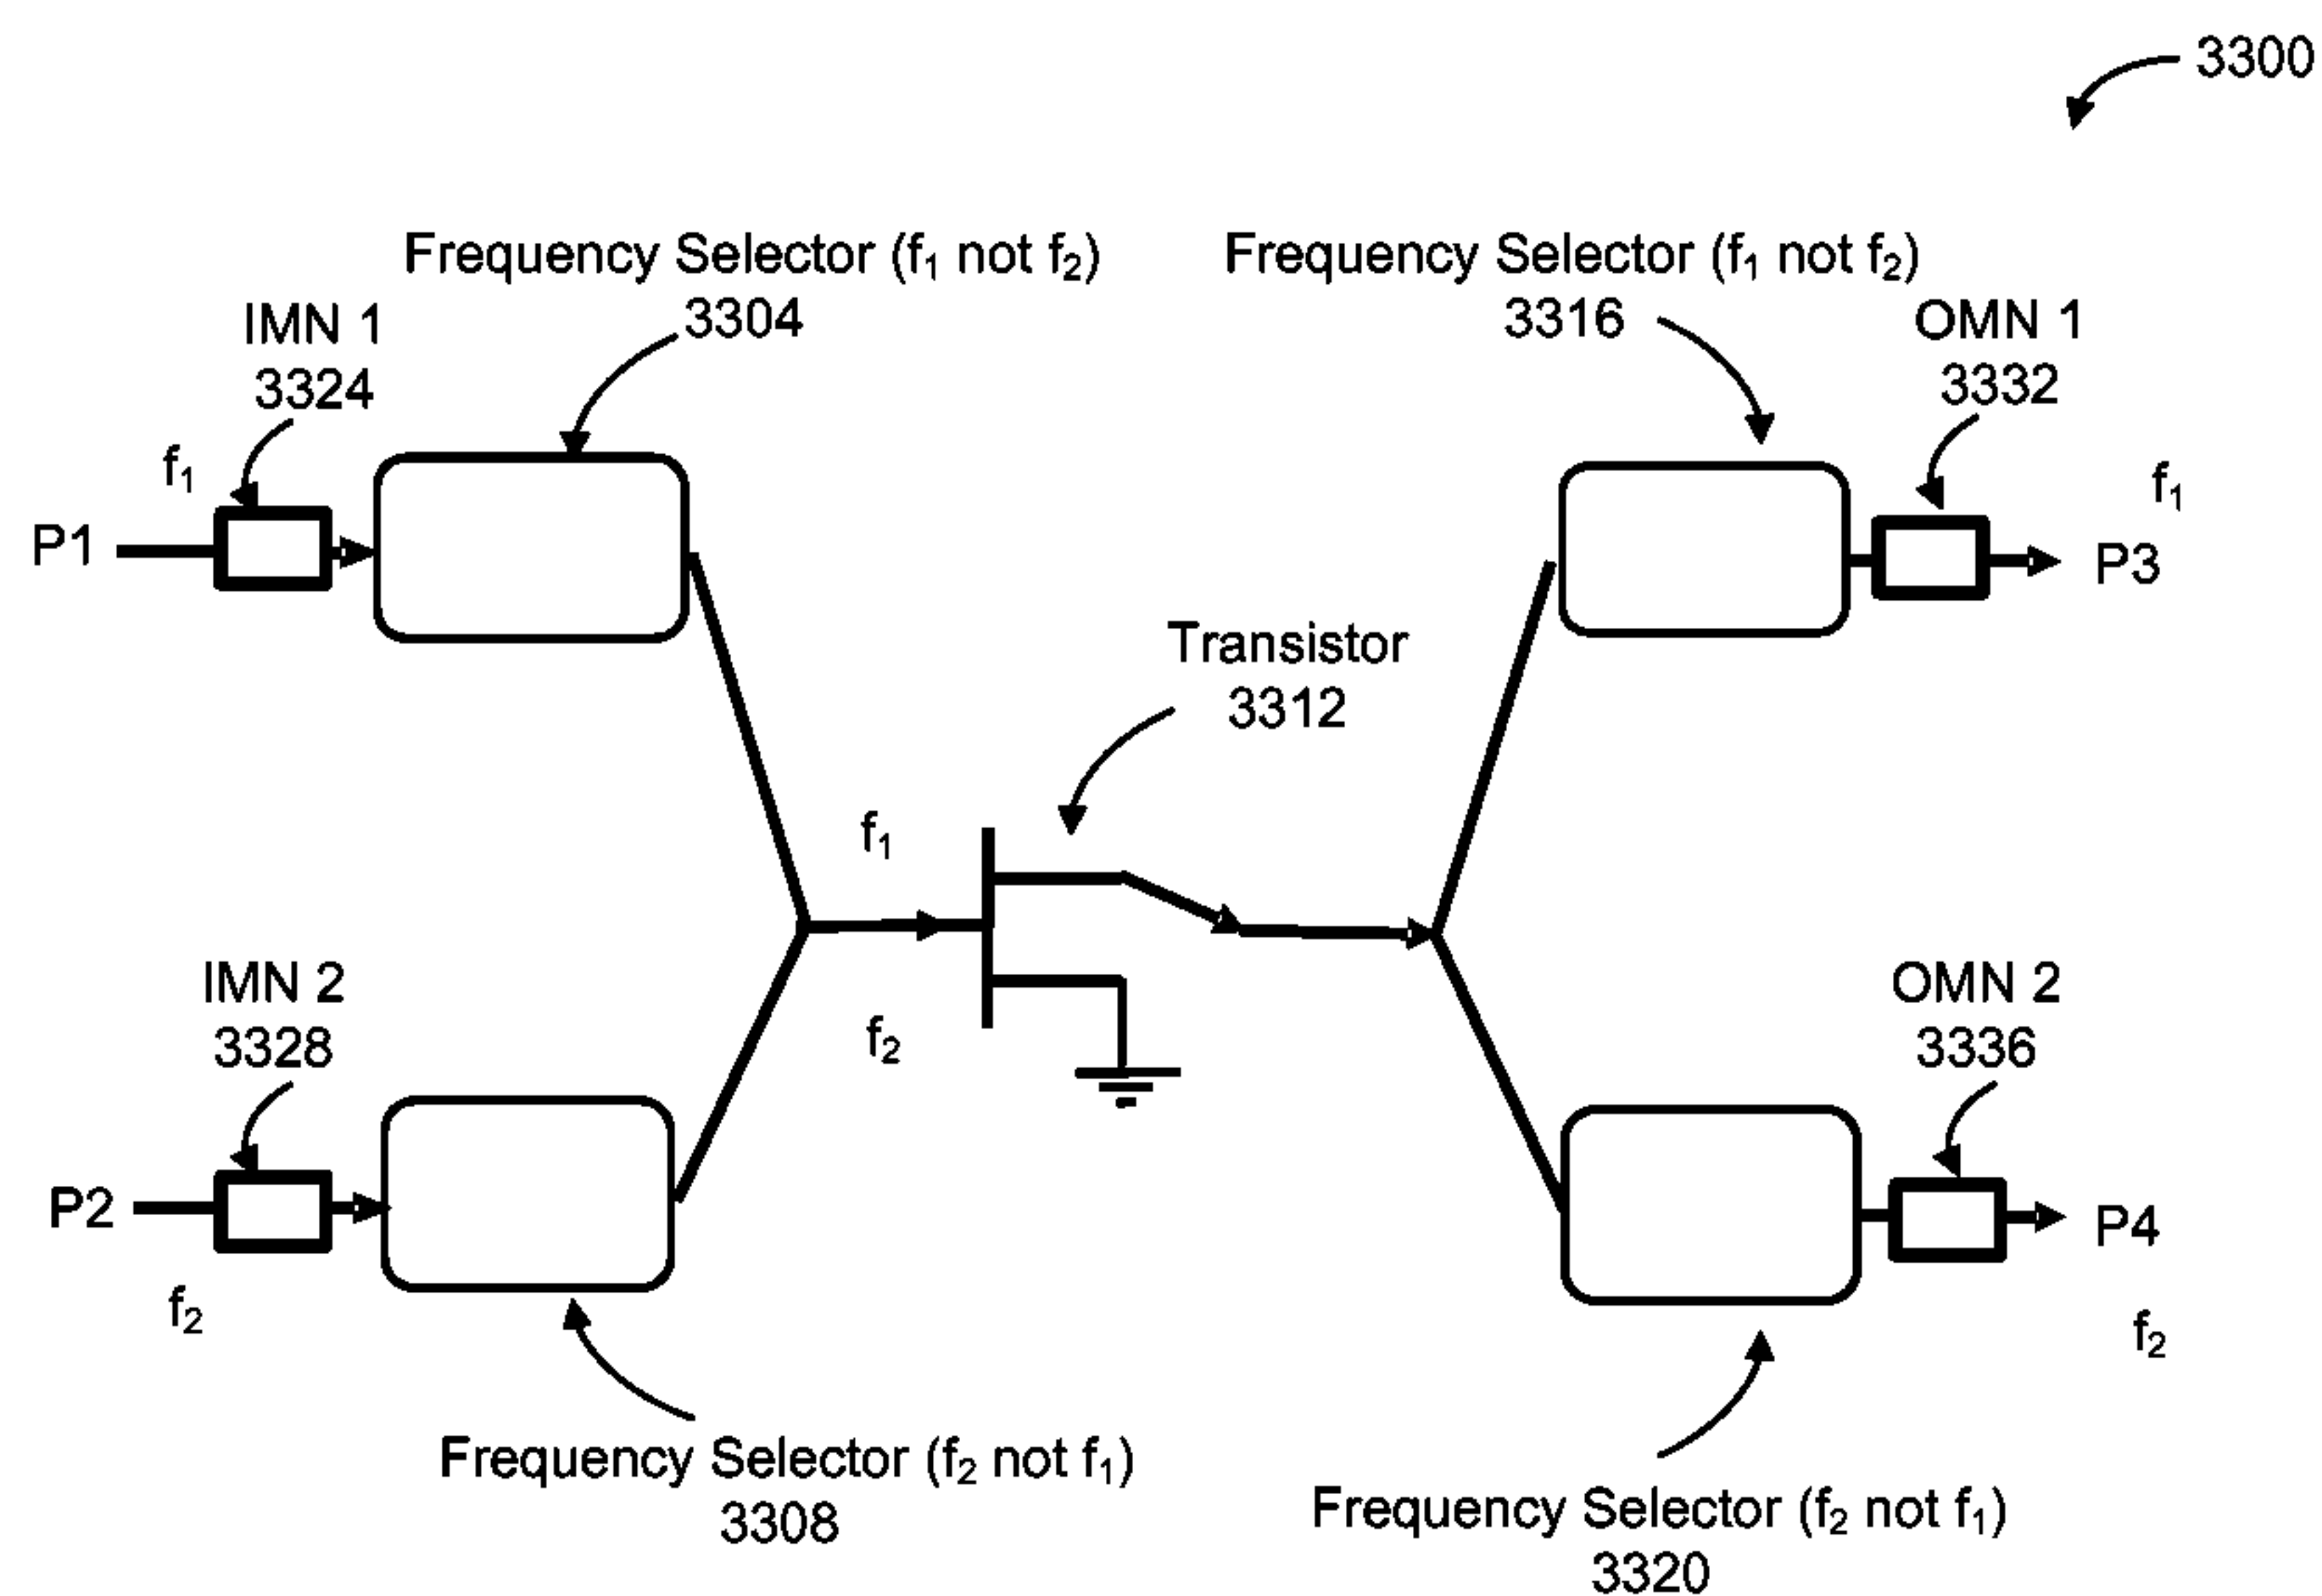 3300
Frequency Selector (f₁ not f₂)
3304
Frequency Selector (f₁ not f₂)
3316
IMN 1
3324
OMN 1
3332
f₁
f₁
P1
P3
Transistor
3312
f₁
f₂
IMN 2
3328
OMN 2
3336
P2
P4
f₂
f₂
Frequency Selector (f₂ not f₁)
3308
Frequency Selector (f₂ not f₁)
3320